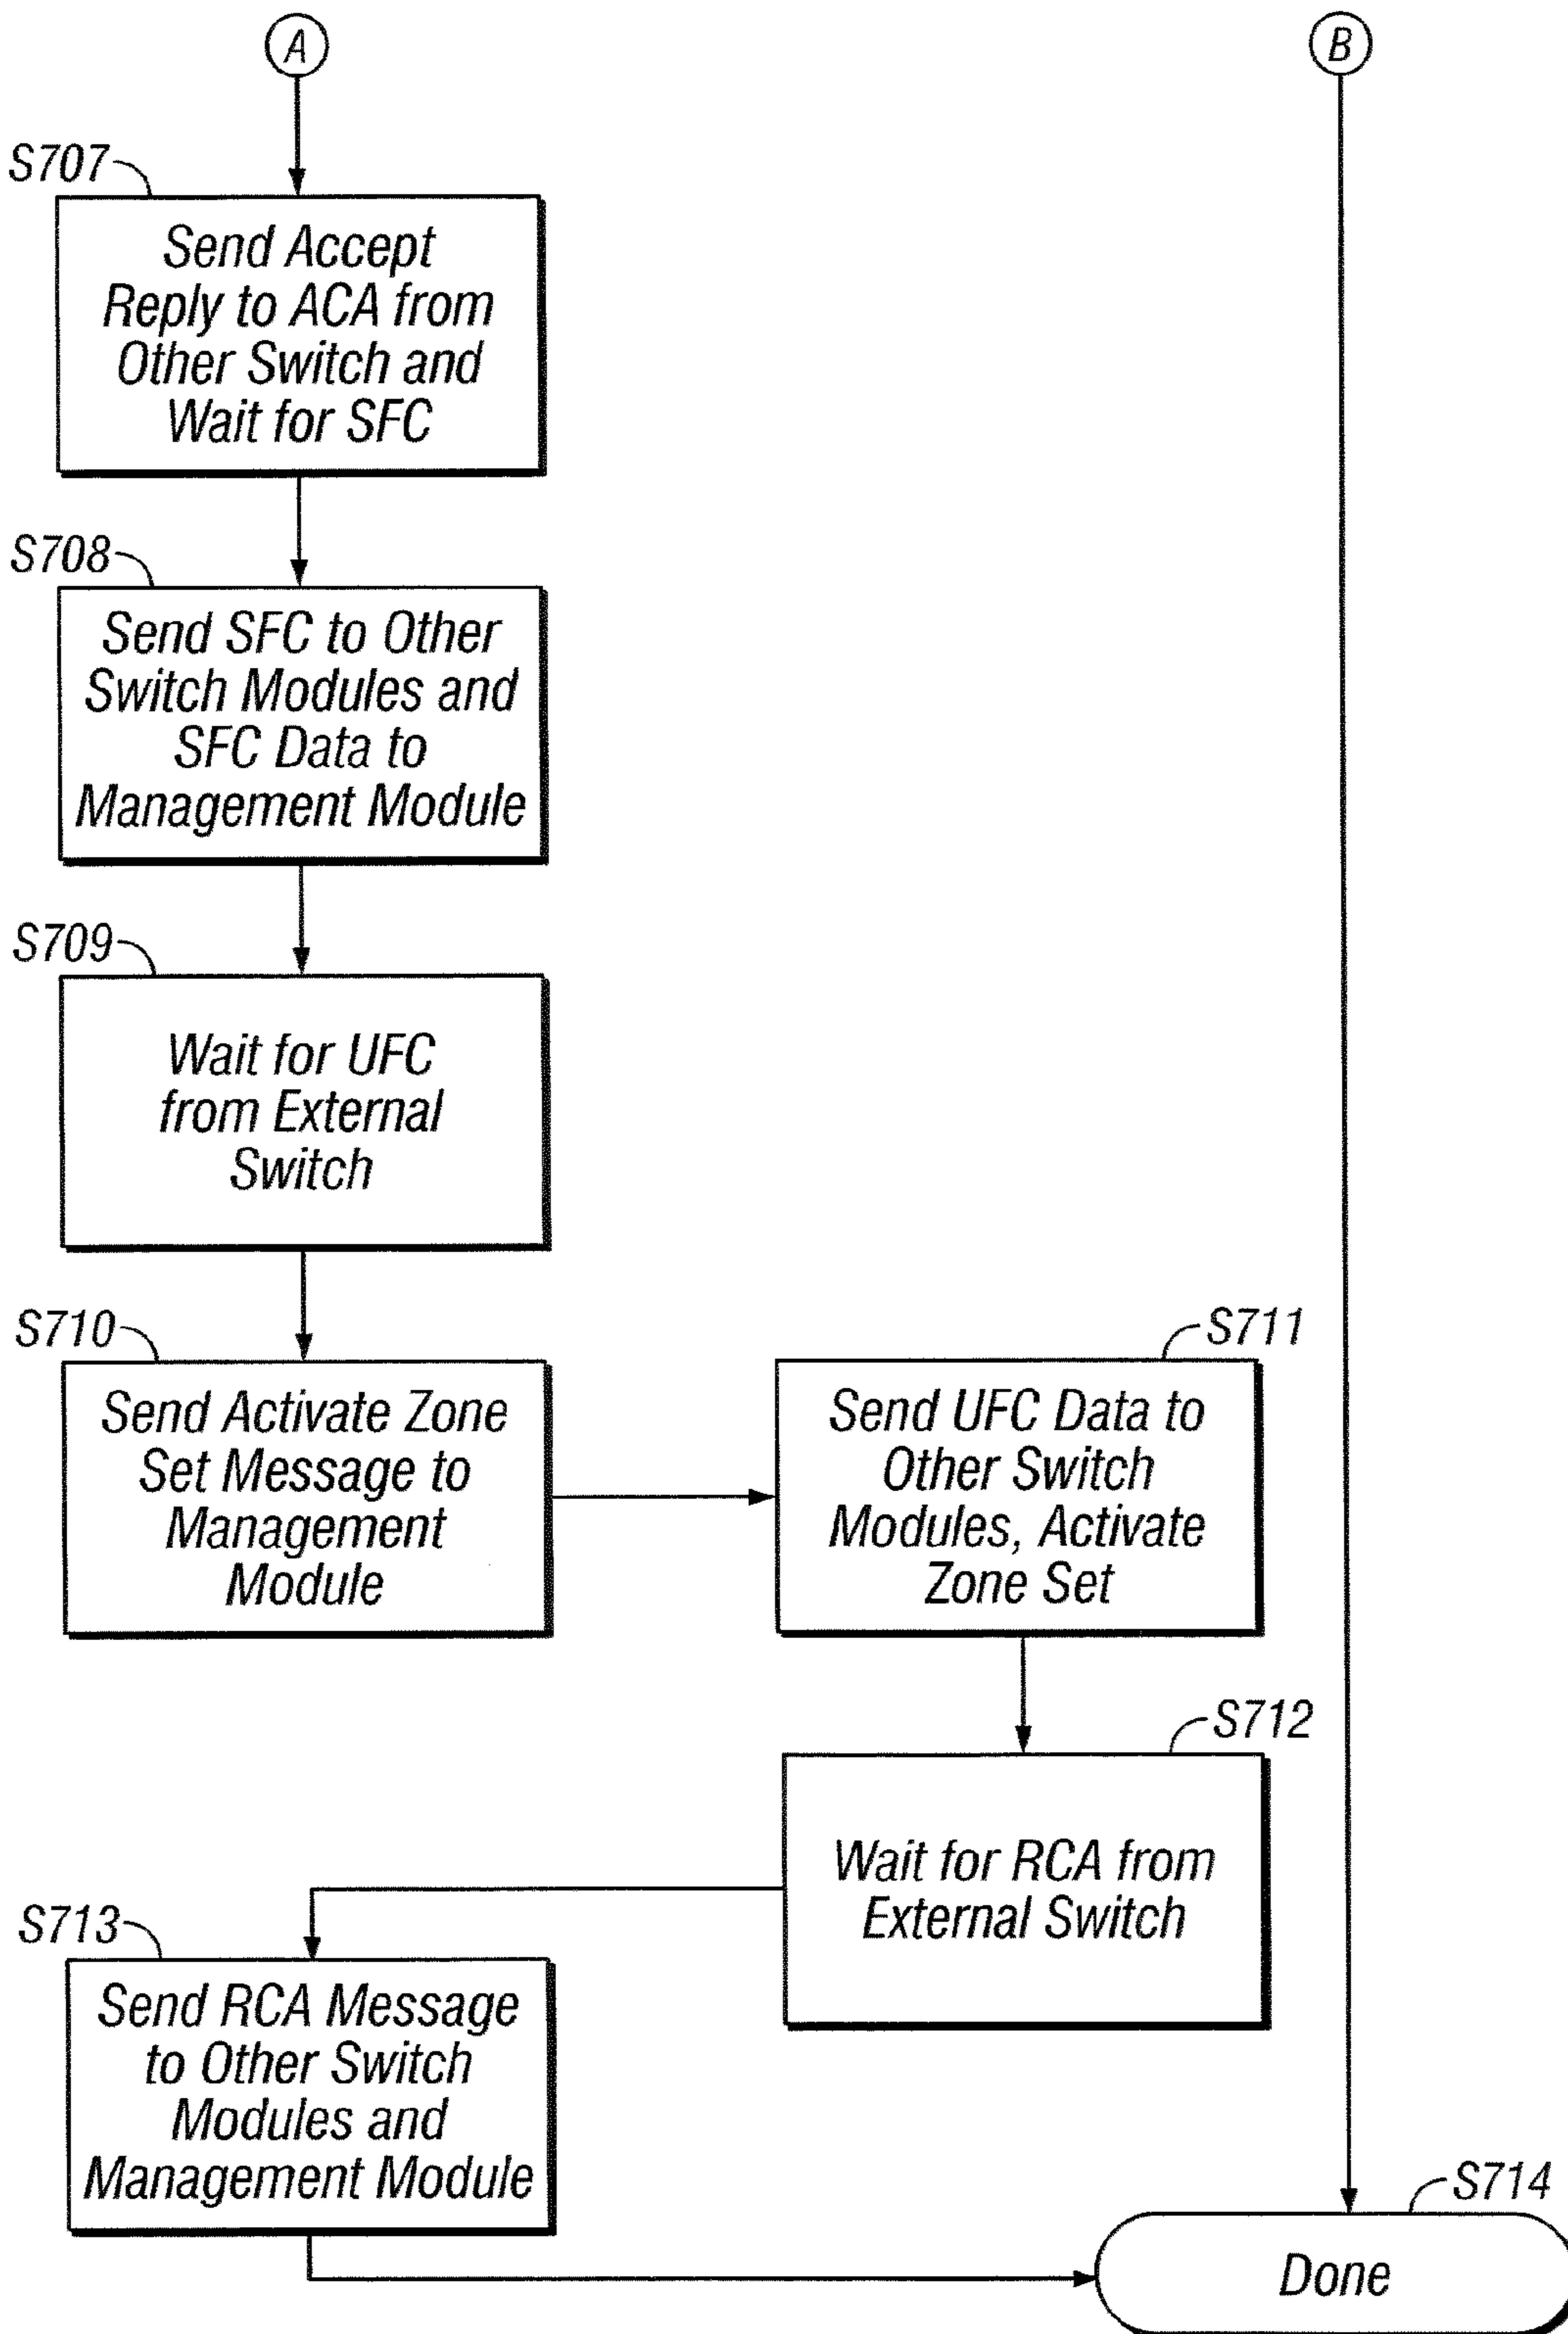 A
B
S707
Send Accept
Reply to ACA from
Other Switch and
Wait for SFC
S708
Send SFC to Other
Switch Modules and
SFC Data to
Management Module
S709
Wait for UFC
from External
Switch
S710
Send Activate Zone
Set Message to
Management
Module
S711
Send UFC Data to
Other Switch
Modules, Activate
Zone Set
S712
Wait for RCA from
External Switch
S713
Send RCA Message
to Other Switch
Modules and
Management Module
S714
Done